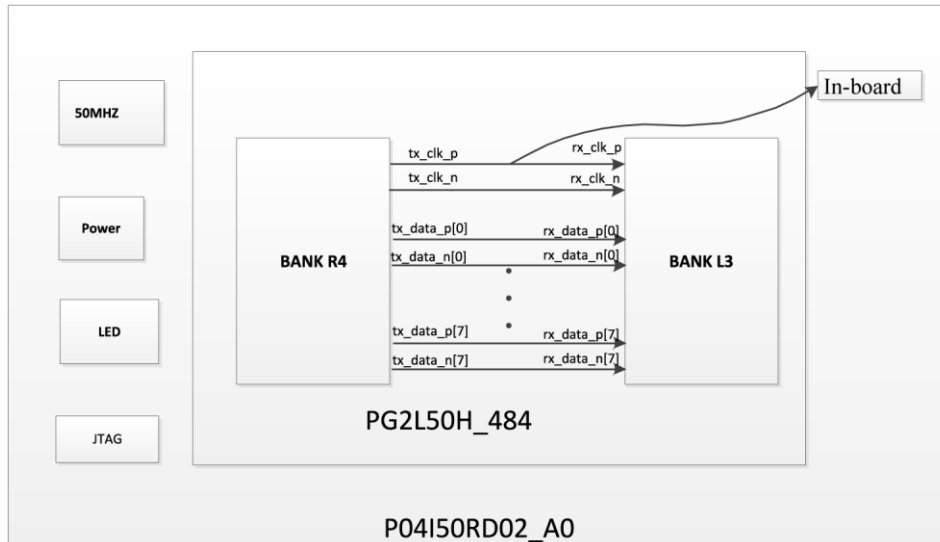 50MHZ
In-board
tx_clk_p
rx_clk_p
tx_clk_n
rx_clk_n
Power
tx_data_p[0]
rx_data_p[0]
BANK R4
tx_data_n[0]
rx_data_n[0]
BANK L3
LED
tx_data_p[7]
rx_data_p[7]
tx_data_n[7]
rx_data_n[7]
PG2L50H_484
JTAG
P04I50RD02_A0